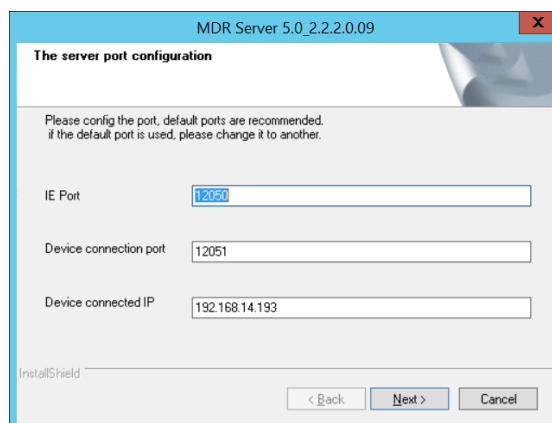 MDR Server 5.0_2.2.2.0.09
x
The server port configuration
Please config the port, default ports are recommended.
if the default port is used, please change it to another.
IE Port
12050
Device connection port
12051
Device connected IP
192.168.14.193
InstallShield
< Back
Next >
Cancel